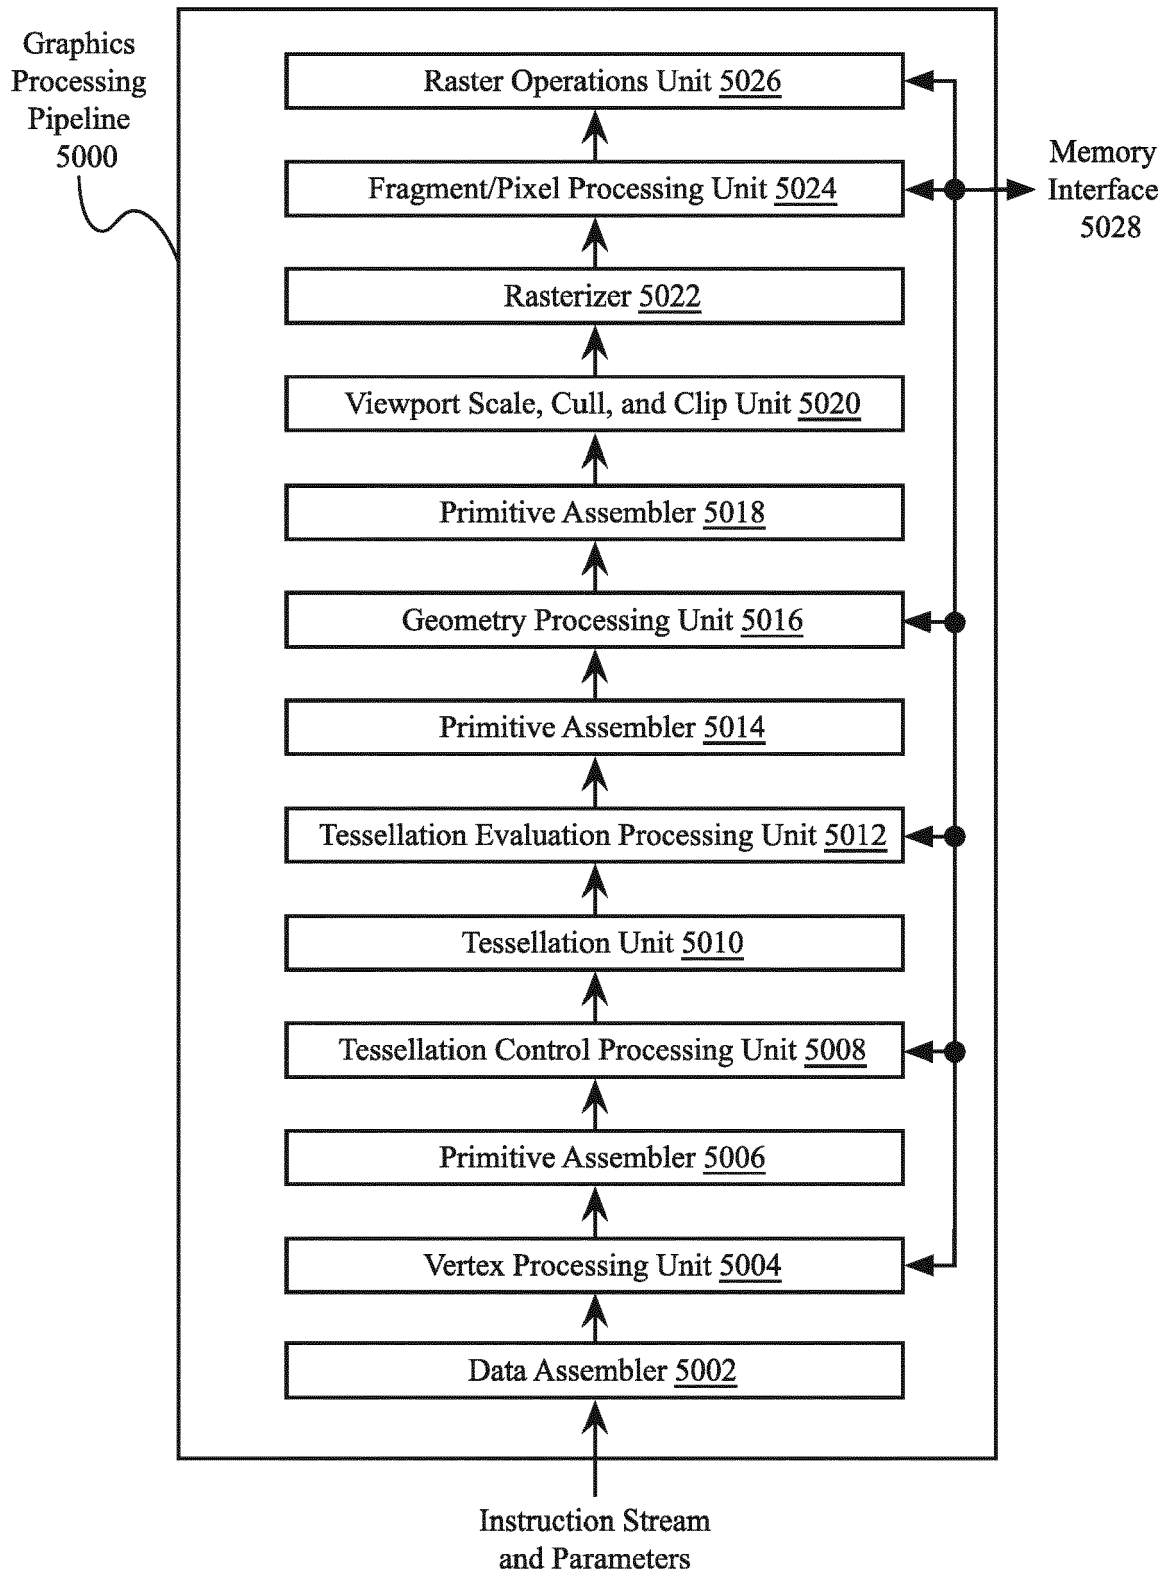 Graphics
Processing
Pipeline
5000
Raster Operations Unit 5026
Fragment/Pixel Processing Unit 5024
Memory
Interface
5028
Rasterizer 5022
Viewport Scale, Cull, and Clip Unit 5020
Primitive Assembler 5018
Geometry Processing Unit 5016
Primitive Assembler 5014
Tessellation Evaluation Processing Unit 5012
Tessellation Unit 5010
Tessellation Control Processing Unit 5008
Primitive Assembler 5006
Vertex Processing Unit 5004
Data Assembler 5002
Instruction Stream
and Parameters